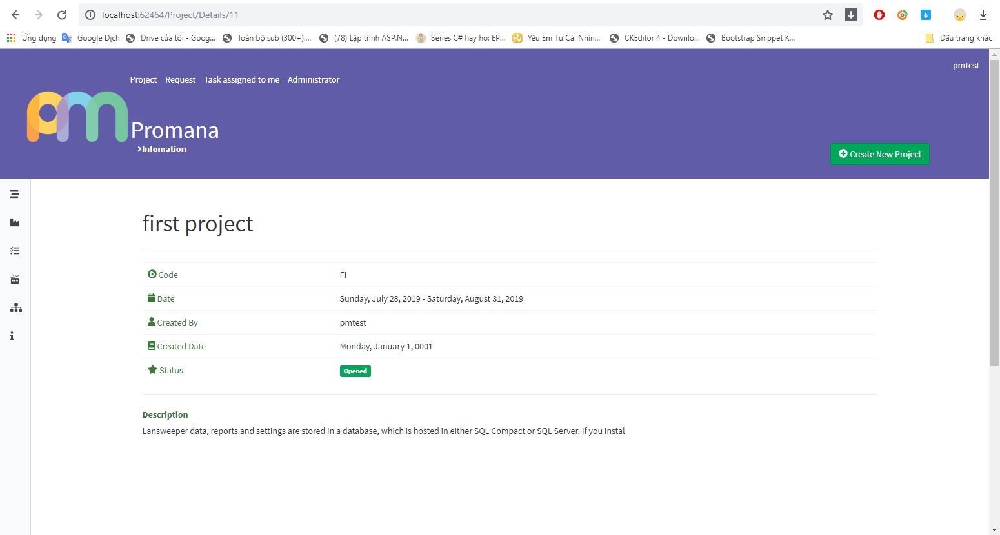 localhost:62464/Project/Details/11
Ứng dụng Google Dịch Drive của tôi - Goog... Toàn bộ sub (300+).... (78) Lập trình ASP.N... Series C# hay ho: EP... Yêu Em Từ Cái Nhìn... CKEditor 4 - Downlo... Bootstrap Snippet K... Dấu trang khác
pmtest
Project Request Task assigned to me Administrator
pm
Promana
Infomation
Create New Project
first project
Code FI
Date Sunday, July 28, 2019 - Saturday, August 31, 2019
Created By pmtest
Created Date Monday, January 1, 0001
Status Opened
Description
Lansweeper data, reports and settings are stored in a database, which is hosted in either SQL Compact or SQL Server. If you instal